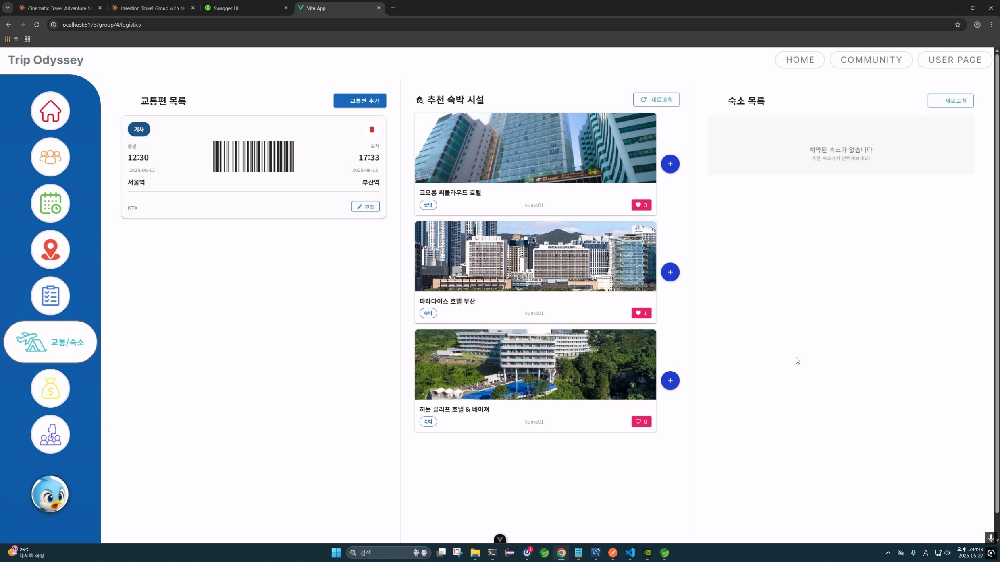 Cinematic Travel Adventure Sh
Inserting Travel Group with Nu
Swagger UI
Vite App
localhost:5173/group/4/logistics
앱
Trip Odyssey
HOME
COMMUNITY
USER PAGE
교통/숙소
교통편 목록
교통편 추가
기차
출발
도착
12:30
17:33
2025-06-12
2025-06-12
서울역
부산역
KTX
편집
추천 숙박 시설
새로고침
MASSAGE
코오롱 씨클라우드 호텔
숙박
kumo01
3
파라다이스 호텔 부산
숙박
kumo01
1
히든 클리프 호텔 & 네이쳐
숙박
kumo01
0
숙소 목록
새로고침
예약된 숙소가 없습니다
추천 숙소에서 선택해보세요!
9+
26°C
대체로 화창
검색
1
A
오후 5:44:43
2025-05-27